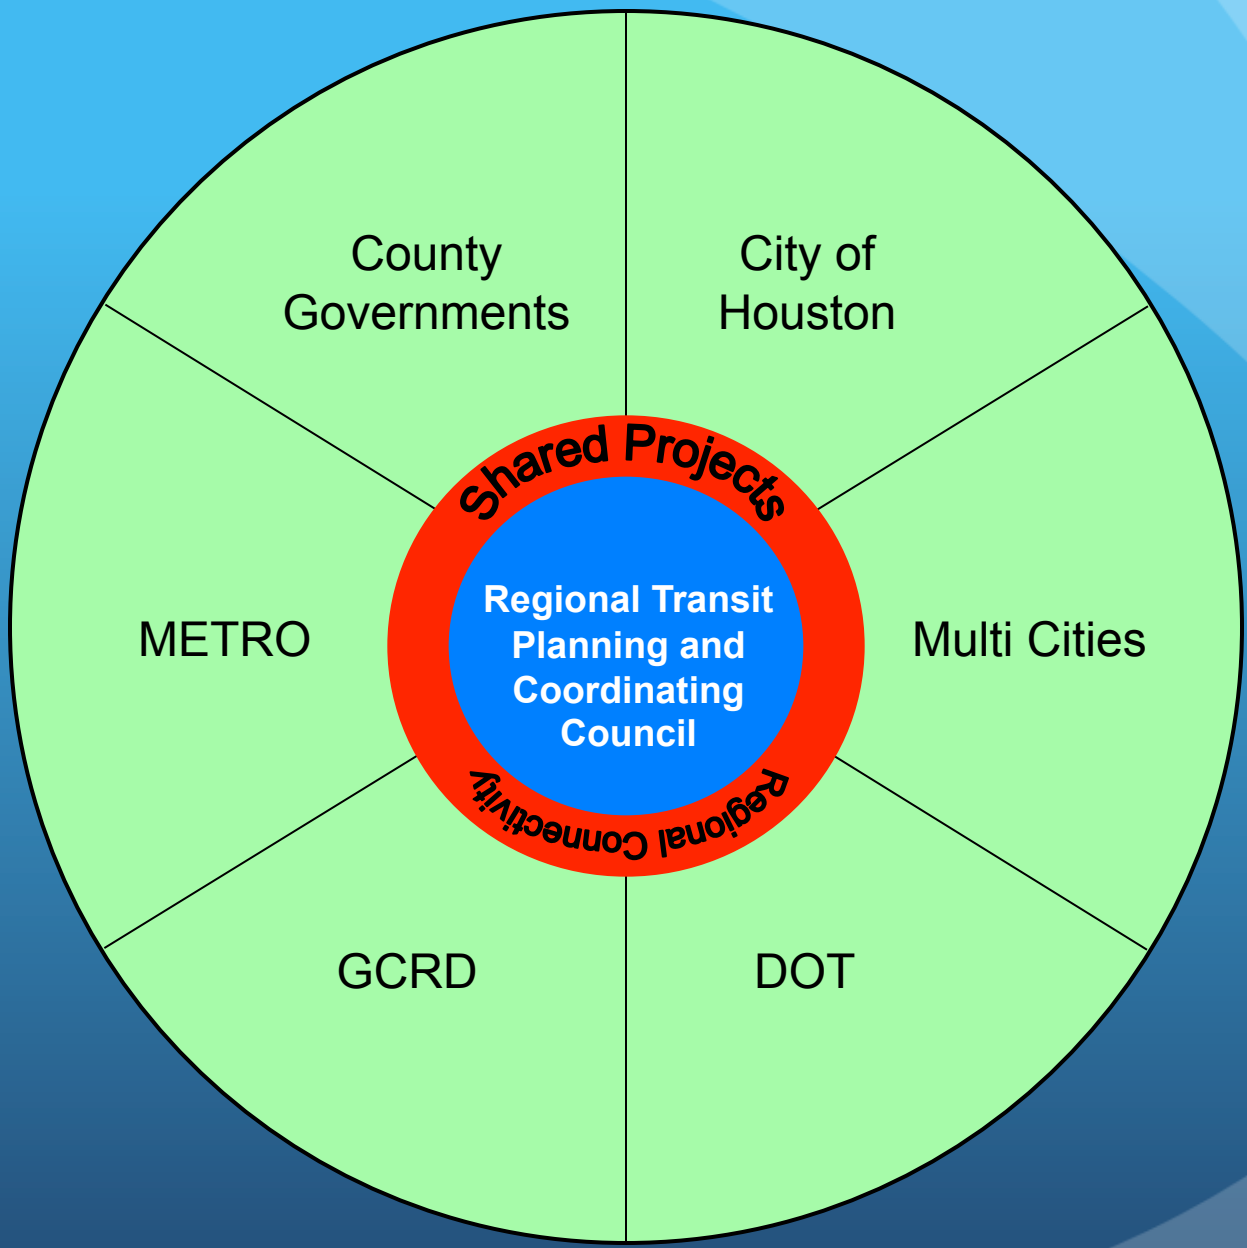 County
Governments
City of
Houston
Shared Projects
METRO
Regional Transit
Planning and
Coordinating
Council
Multi Cities
Regional Connectivity
GCRD
DOT